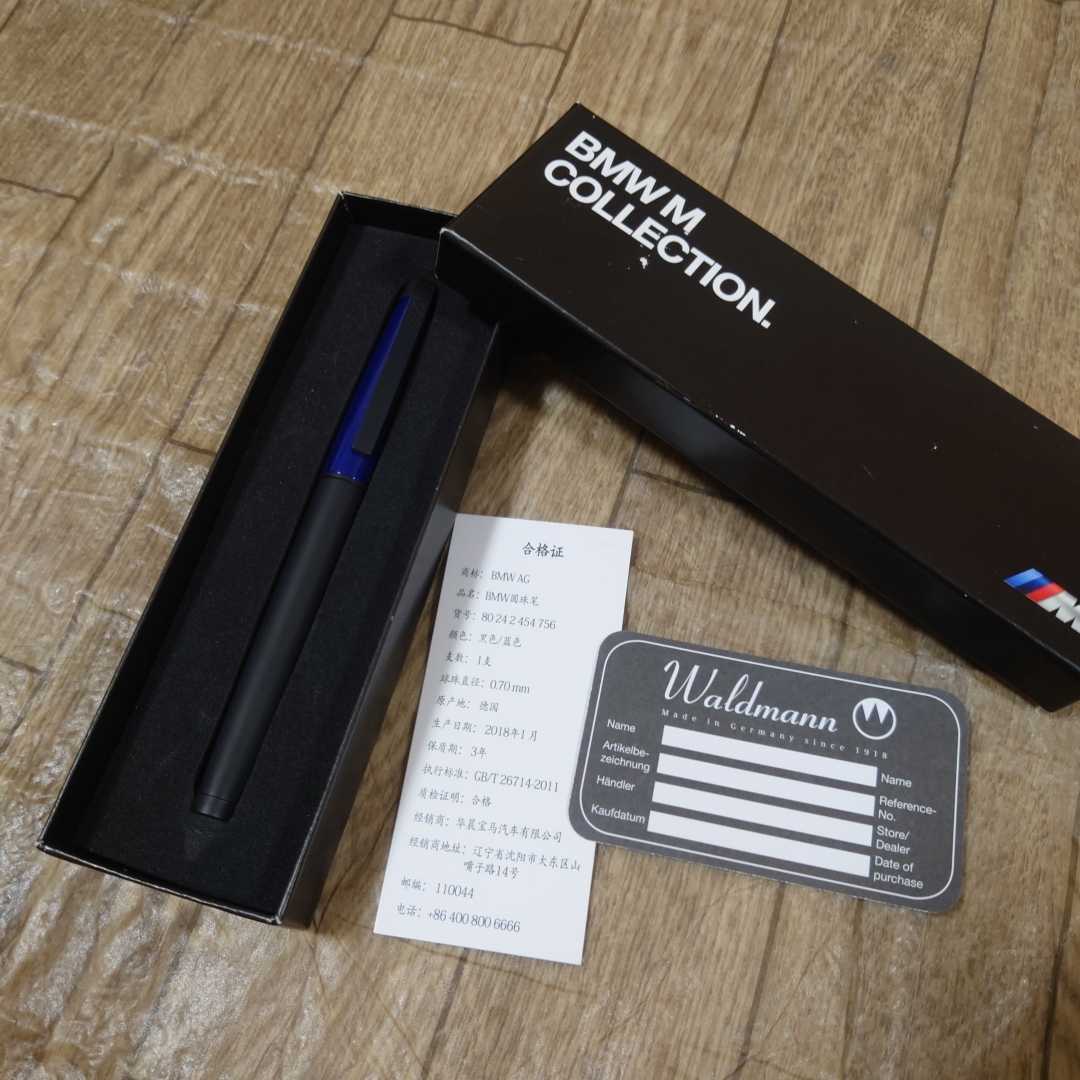 BMW M
COLLECTION.
M
合格证
商标：BMW AG
品名：BMW圆珠笔
货号：80 24 2 454 756
颜色：黑色/蓝色
支数：1支
球珠直径：0.70 mm
原产地：德国
生产日期：2018年1 月
保质期：3年
执行标准：GB/T 26714-2011
质检证明：合格
经销商：华晨宝马汽车有限公司
经销商地址：辽宁省沈阳市大东区山
嘴子路14号
邮编：110044
电话：+86 400 800 6666
Waldmann
Made in Germany since 1918
Name
Name
Artikelbe-
zeichnung
Reference-
No.
Händler
Store/
Dealer
Kaufdatum
Date of
purchase